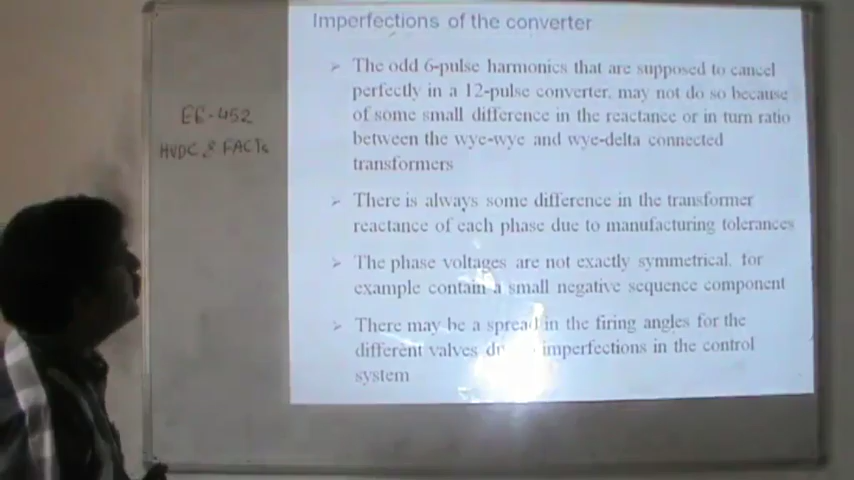 Imperfections of the converter
EE-452
HVDC & FACTs
➢ The odd 6-pulse harmonics that are supposed to cancel
perfectly in a 12-pulse converter, may not do so because
of some small difference in the reactance or in turn ratio
between the wye-wye and wye-delta connected
transformers
➢ There is always some difference in the transformer
reactance of each phase due to manufacturing tolerances
➢ The phase voltages are not exactly symmetrical, for
example contain a small negative sequence component
➢ There may be a spread in the firing angles for the
different valves imperfections in the control
system